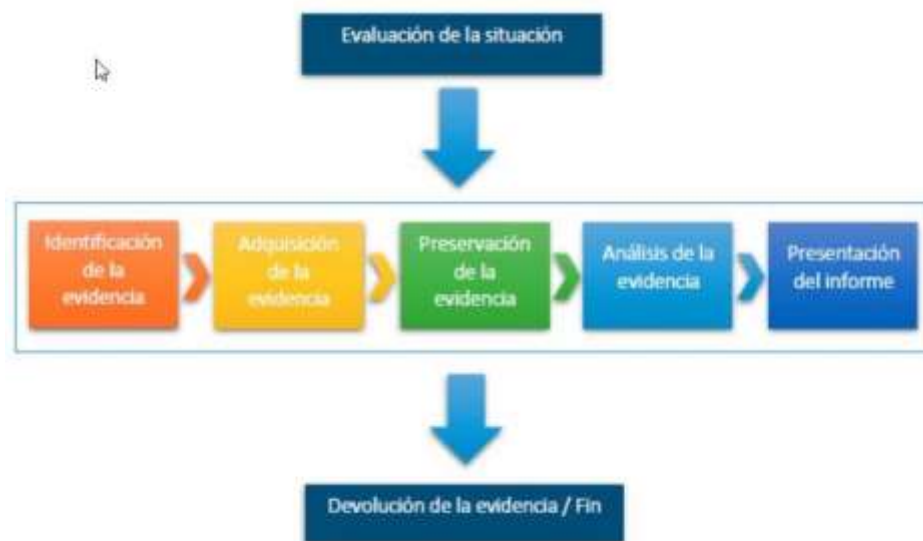 Evaluación de la situación
Identificación
de la
evidencia
Adquisición
de la
evidencia
Preservación
de la
evidencia
Análisis de la
evidencia
Presentación
del informe
Devolución de la evidencia / Fin